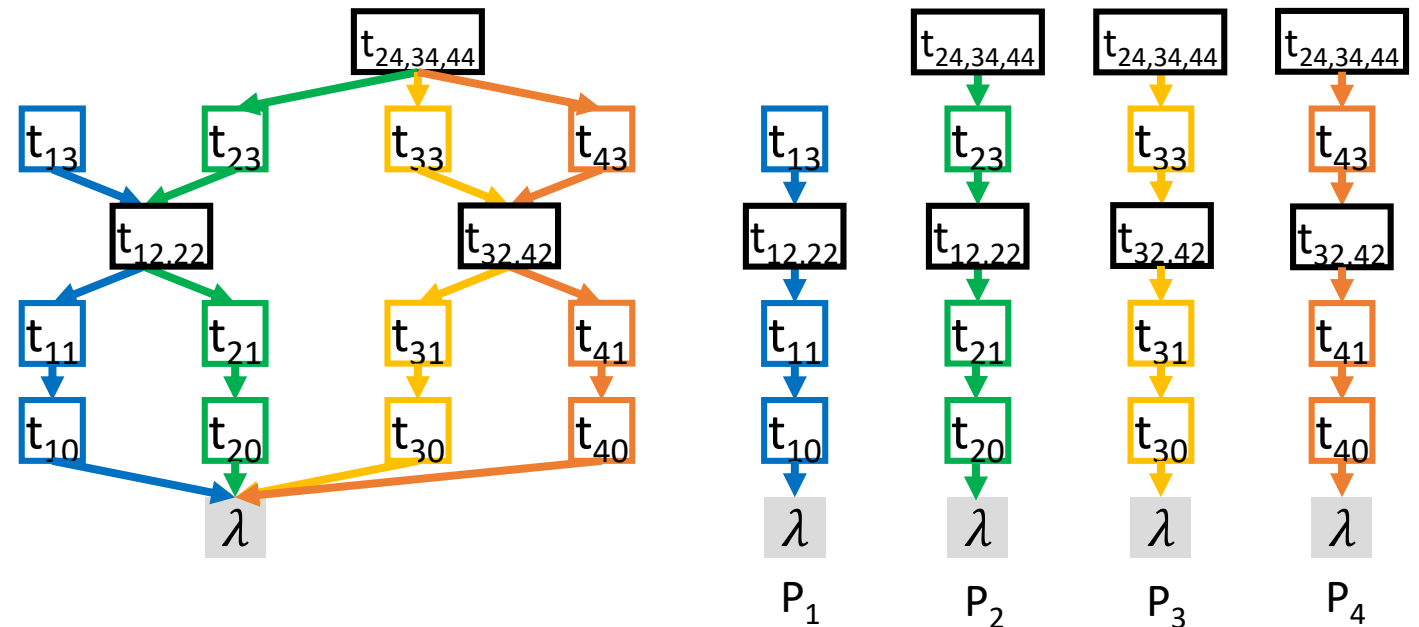 t24,34,44 t24,34,44 t24,34,44 t24,34,44
t13 t23 t33 t43 t13 t23 t33 t43
t12,22 t32,42 t12,22 t12,22 t32,42 t32,42
t11 t21 t31 t41 t11 t21 t31 t41
t10 t20 t30 t40 t10 t20 t30 t40
λ λ λ λ λ
P1 P2 P3 P4